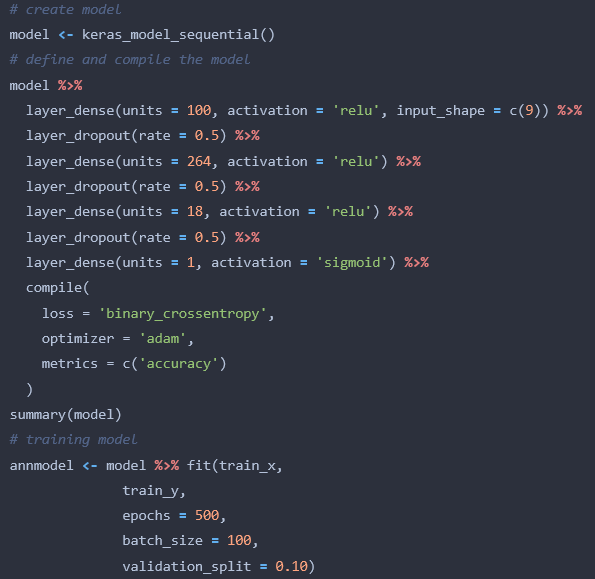 # create model
model <- keras_model_sequential()
# define and compile the model
model %>%
  layer_dense(units = 100, activation = 'relu', input_shape = c(9)) %>%
  layer_dropout(rate = 0.5) %>%
  layer_dense(units = 264, activation = 'relu') %>%
  layer_dropout(rate = 0.5) %>%
  layer_dense(units = 18, activation = 'relu') %>%
  layer_dropout(rate = 0.5) %>%
  layer_dense(units = 1, activation = 'sigmoid') %>%
  compile(
    loss = 'binary_crossentropy',
    optimizer = 'adam',
    metrics = c('accuracy')
  )
summary(model)
# training model
annmodel <- model %>% fit(train_x,
              train_y,
              epochs = 500,
              batch_size = 100,
              validation_split = 0.10)